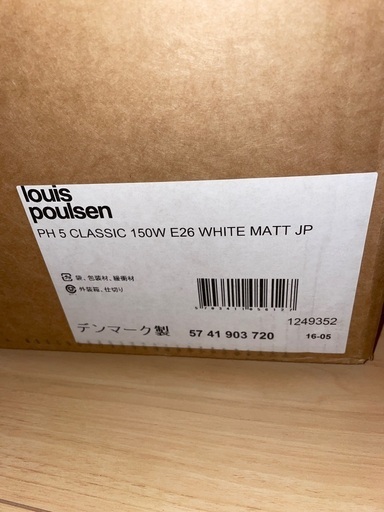 louis
poulsen
PH 5 CLASSIC 150W E26 WHITE MATT JP
袋、包装材、緩衝材
外装箱、仕切り
デンマーク製
57 41 903 720
1249352
16-05